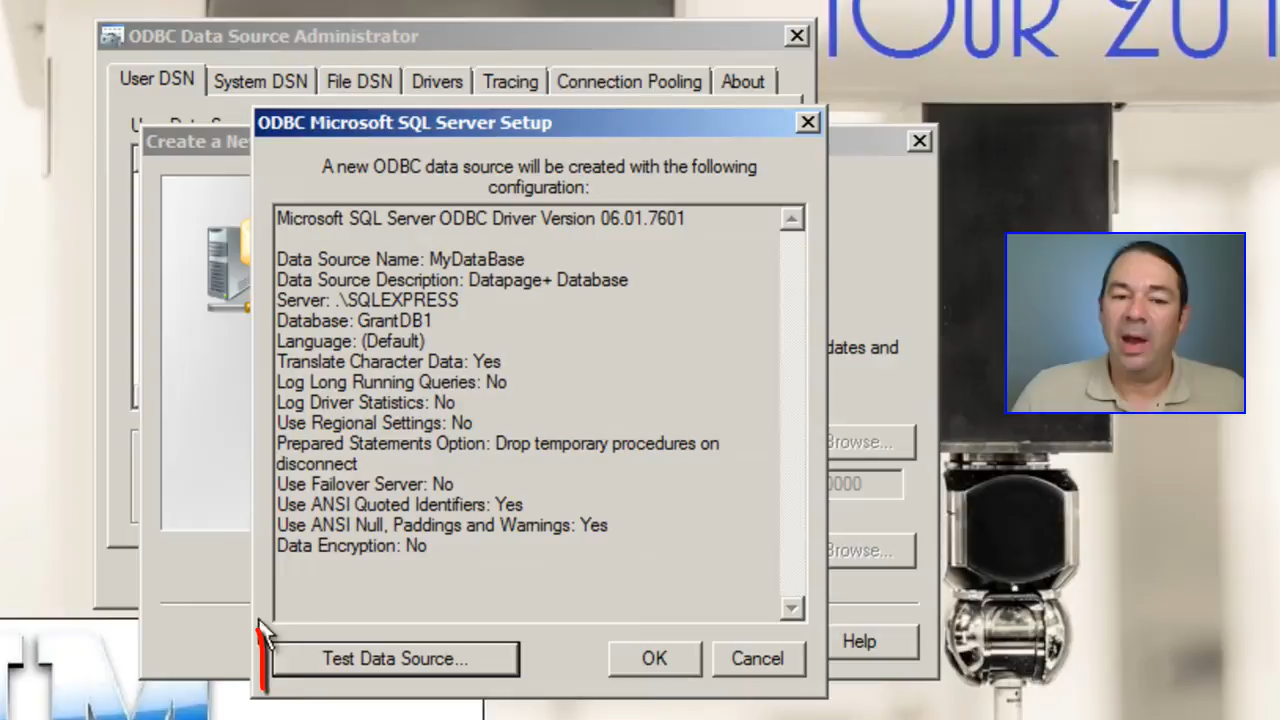 TOUR 201
ODBC Data Source Administrator
User DSN
System DSN
File DSN
Drivers
Tracing
Connection Pooling
About
Create a Ne
ODBC Microsoft SQL Server Setup
A new ODBC data source will be created with the following
configuration:
Microsoft SQL Server ODBC Driver Version 06.01.7601
Data Source Name: MyDataBase
Data Source Description: Datapage+ Database
Server: .\SQLEXPRESS
Database: GrantDB1
Language: (Default)
Translate Character Data: Yes
Log Long Running Queries: No
Log Driver Statistics: No
Use Regional Settings: No
Prepared Statements Option: Drop temporary procedures on
disconnect
Use Failover Server: No
Use ANSI Quoted Identifiers: Yes
Use ANSI Null, Paddings and Warnings: Yes
Data Encryption: No
dates and
Browse...
0000
Browse...
Test Data Source...
OK
Cancel
Help